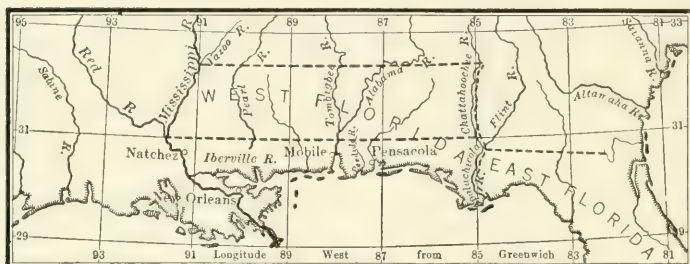 95 93 91 89 87 85 83 81 33
Sabine R.
Red R.
Mississippi R.
Yazoo R.
Pearl R.
Tombigbee R.
Alabama R.
Chattahoochee R.
Flint R.
Savanna R.
Altamaha R.
WEST FLORIDA
31 31
Natchez
Iberville R.
Mobile
Pensacola
EAST FLORIDA
New Orleans
29 29
93 91 Longitude 89 West 87 from 85 Greenwich 83 81